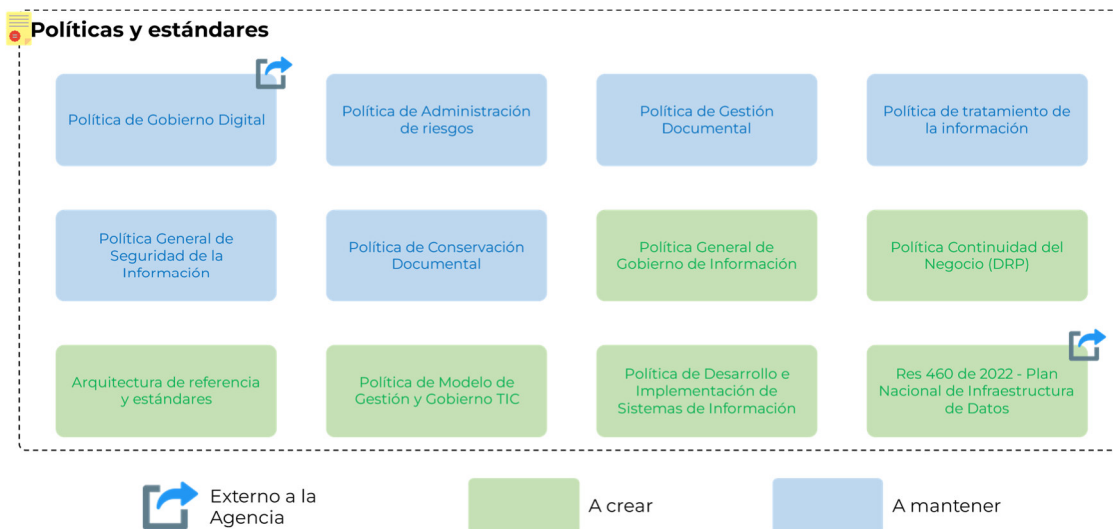 Políticas y estándares
Política de Gobierno Digital
Política de Administración
de riesgos
Política de Gestión
Documental
Política de tratamiento de
la información
Política General de
Seguridad de la
Información
Política de Conservación
Documental
Política General de
Gobierno de Información
Política Continuidad del
Negocio (DRP)
Arquitectura de referencia
y estándares
Política de Modelo de
Gestión y Gobierno TIC
Política de Desarrollo e
Implementación de
Sistemas de Información
Res 460 de 2022 - Plan
Nacional de Infraestructura
de Datos
Externo a la
Agencia
A crear
A mantener